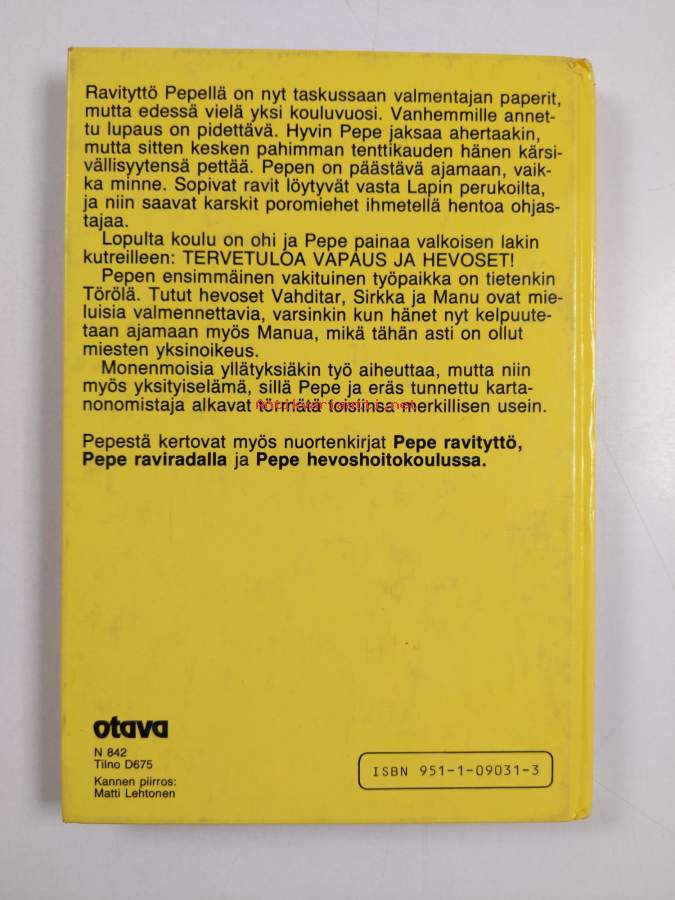 Ravityttö Pepellä on nyt taskussaan valmentajan paperit,
mutta edessä vielä yksi kouluvuosi. Vanhemmille annet-
tu lupaus on pidettävä. Hyvin Pepe jaksaa ahertaakin,
mutta sitten kesken pahimman tenttikauden hänen kärsi-
vällisyytensä pettää. Pepen on päästävä ajamaan, vaik-
ka minne. Sopivat ravit löytyvät vasta Lapin perukoilta,
ja niin saavat karskit poromiehet ihmetellä hentoa ohjas-
tajaa.
Lopulta koulu on ohi ja Pepe painaa valkoisen lakin
kutreilleen: TERVETULOA VAPAUS JA HEVOSET!
Pepen ensimmäinen vakituinen työpaikka on tietenkin
Törölä. Tutut hevoset Vahditar, Sirkka ja Manu ovat mie-
luisia valmennettavia, varsinkin kun hänet nyt kelpuute-
taan ajamaan myös Manua, mikä tähän asti on ollut
miesten yksinoikeus.
Monenmoisia yllätyksiäkin työ aiheuttaa, mutta niin
myös yksityiselämä, sillä Pepe ja eräs tunnettu karta-
nonomistaja alkavat törmätä toisiinsa merkillisen usein.
Antikvariaatti.net
Pepestä kertovat myös nuortenkirjat Pepe ravityttö,
Pepe raviradalla ja Pepe hevoshoitokoulussa.
otava
N 842
Tilno D675
Kannen piirros:
Matti Lehtonen
ISBN 951-1-09031-3